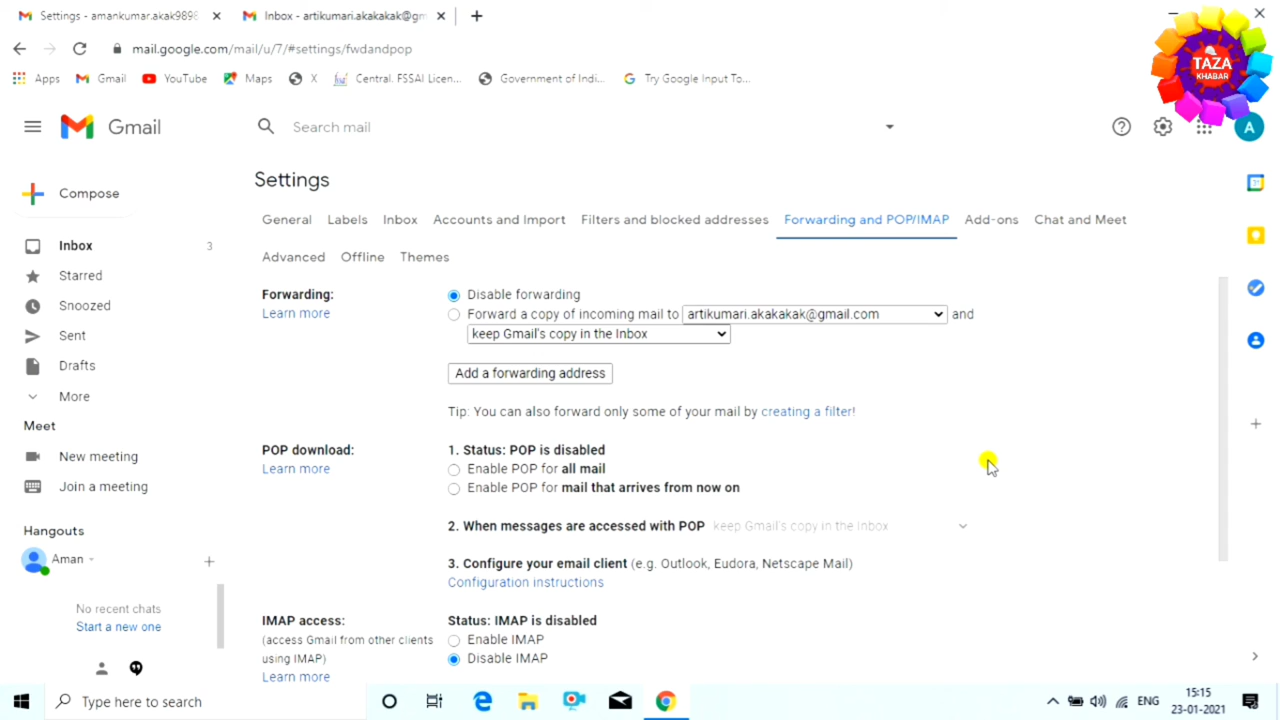 Settings - amankumar.akak9898
Inbox - artikumari.akakakak@gm
mail.google.com/mail/u/7/#settings/fwdandpop
Apps
Gmail
YouTube
Maps
X
Central. FSSAI Licen...
Government of Indi...
Try Google Input To...
TAZA
KHABAR
Gmail
Search mail
A
Settings
Compose
General
Labels
Inbox
Accounts and Import
Filters and blocked addresses
Forwarding and POP/IMAP
Add-ons
Chat and Meet
Advanced
Offline
Themes
Inbox 3
Starred
Snoozed
Sent
Drafts
More
Meet
New meeting
Join a meeting
Hangouts
Aman
No recent chats
Start a new one
Forwarding:
Learn more
Disable forwarding
Forward a copy of incoming mail to artikumari.akakakak@gmail.com and
keep Gmail's copy in the Inbox
Add a forwarding address
Tip: You can also forward only some of your mail by creating a filter!
POP download:
Learn more
1. Status: POP is disabled
Enable POP for all mail
Enable POP for mail that arrives from now on
2. When messages are accessed with POP keep Gmail's copy in the Inbox
3. Configure your email client (e.g. Outlook, Eudora, Netscape Mail)
Configuration instructions
IMAP access:
(access Gmail from other clients
using IMAP)
Learn more
Status: IMAP is disabled
Enable IMAP
Disable IMAP
Type here to search
ENG
15:15
23-01-2021